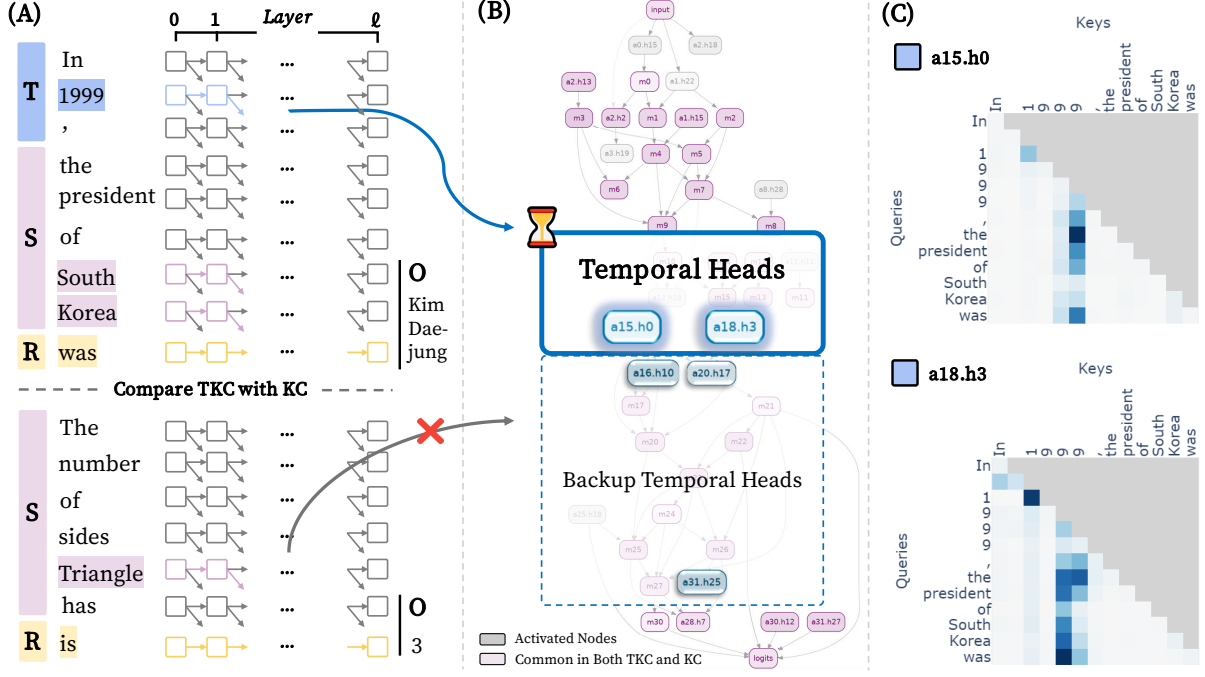 (A)
0 1 Layer ℓ
T
In
1999
,
S
the
president
of
South
Korea
R
was
O
Kim
Dae-
jung
Compare TKC with KC
S
The
number
of
sides
Triangle
has
R
is
O
3
(B)
input
a0.h15
a2.h18
a2.h13
m0
a1.h22
m3
a2.h2
m1
a1.h15
m2
a3.h19
m4
m5
m6
m7
a8.h28
m9
m8
Temporal Heads
m15
m13
m11
a15.h0
a18.h3
a16.h10
a20.h17
m17
m21
m20
m22
Backup Temporal Heads
m24
m25
m26
m27
a31.h25
m30
a28.h7
a30.h12
a31.h27
logits
Activated Nodes
Common in Both TKC and KC
(C)
a15.h0
Keys
In
1
9
9
9
,
the
president
of
South
Korea
was
Queries
In
1
9
9
9
,
the
president
of
South
Korea
was
a18.h3
Keys
In
1
9
9
9
,
the
president
of
South
Korea
was
Queries
In
1
9
9
9
,
the
president
of
South
Korea
was